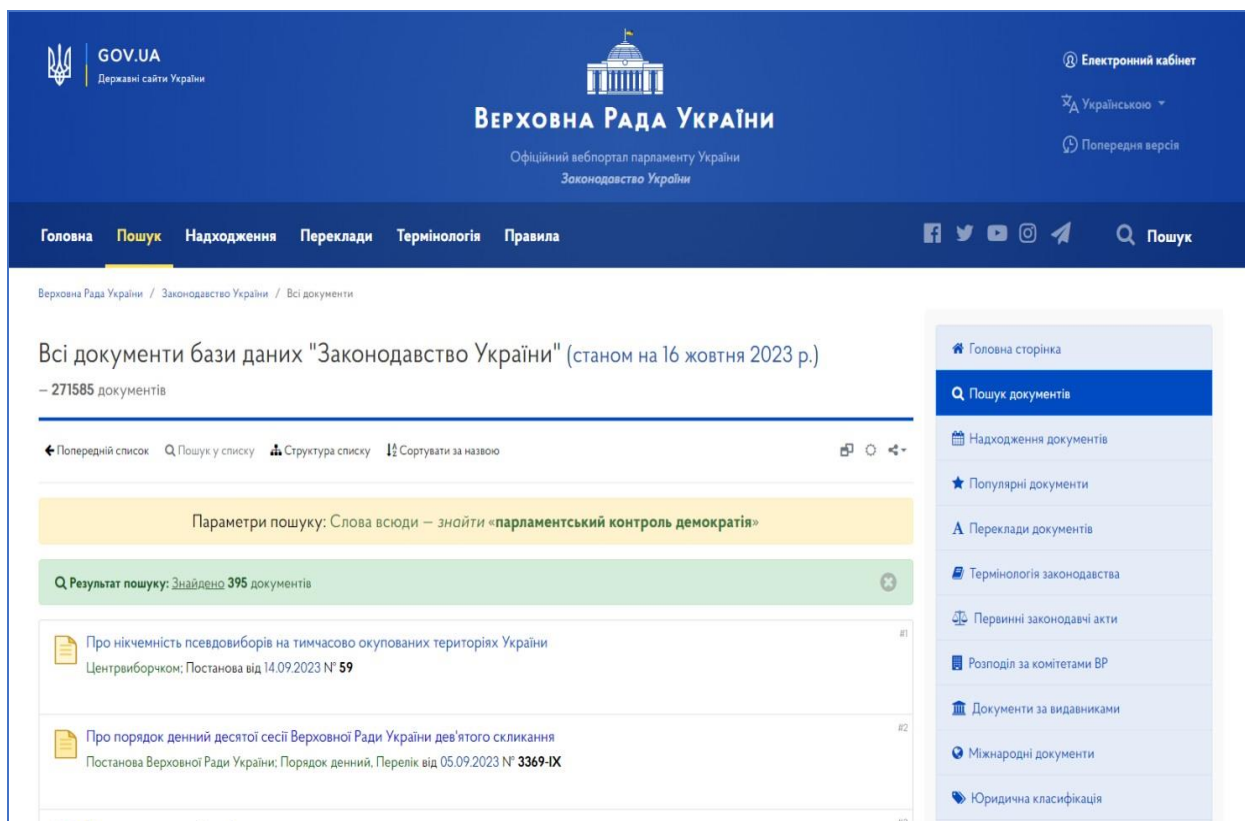 GOV.UA
Державні сайти України
ВЕРХОВНА РАДА УКРАЇНИ
Офіційний вебпортал парламенту України
Законодавство України
Електронний кабінет
Українською
Попередня версія
Головна Пошук Надходження Переклади Термінологія Правила Пошук
Верховна Рада України / Законодавство України / Всі документи
Всі документи бази даних "Законодавство України" (станом на 16 жовтня 2023 р.)
– 271585 документів
Попередній список Пошук у списку Структура списку Сортувати за назвою
Параметри пошуку: Слова всюди – знайти «парламентський контроль демократія»
Результат пошуку: Знайдено 395 документів
Про нікчемність псевдовиборів на тимчасово окупованих територіях України #1
Центрвиборчком; Постанова від 14.09.2023 № 59
Про порядок денний десятої сесії Верховної Ради України дев'ятого скликання #2
Постанова Верховної Ради України; Порядок денний, Перелік від 05.09.2023 № 3369-IX
Головна сторінка
Пошук документів
Надходження документів
Популярні документи
Переклади документів
Термінологія законодавства
Первинні законодавчі акти
Розподіл за комітетами ВР
Документи за видавниками
Міжнародні документи
Юридична класифікація